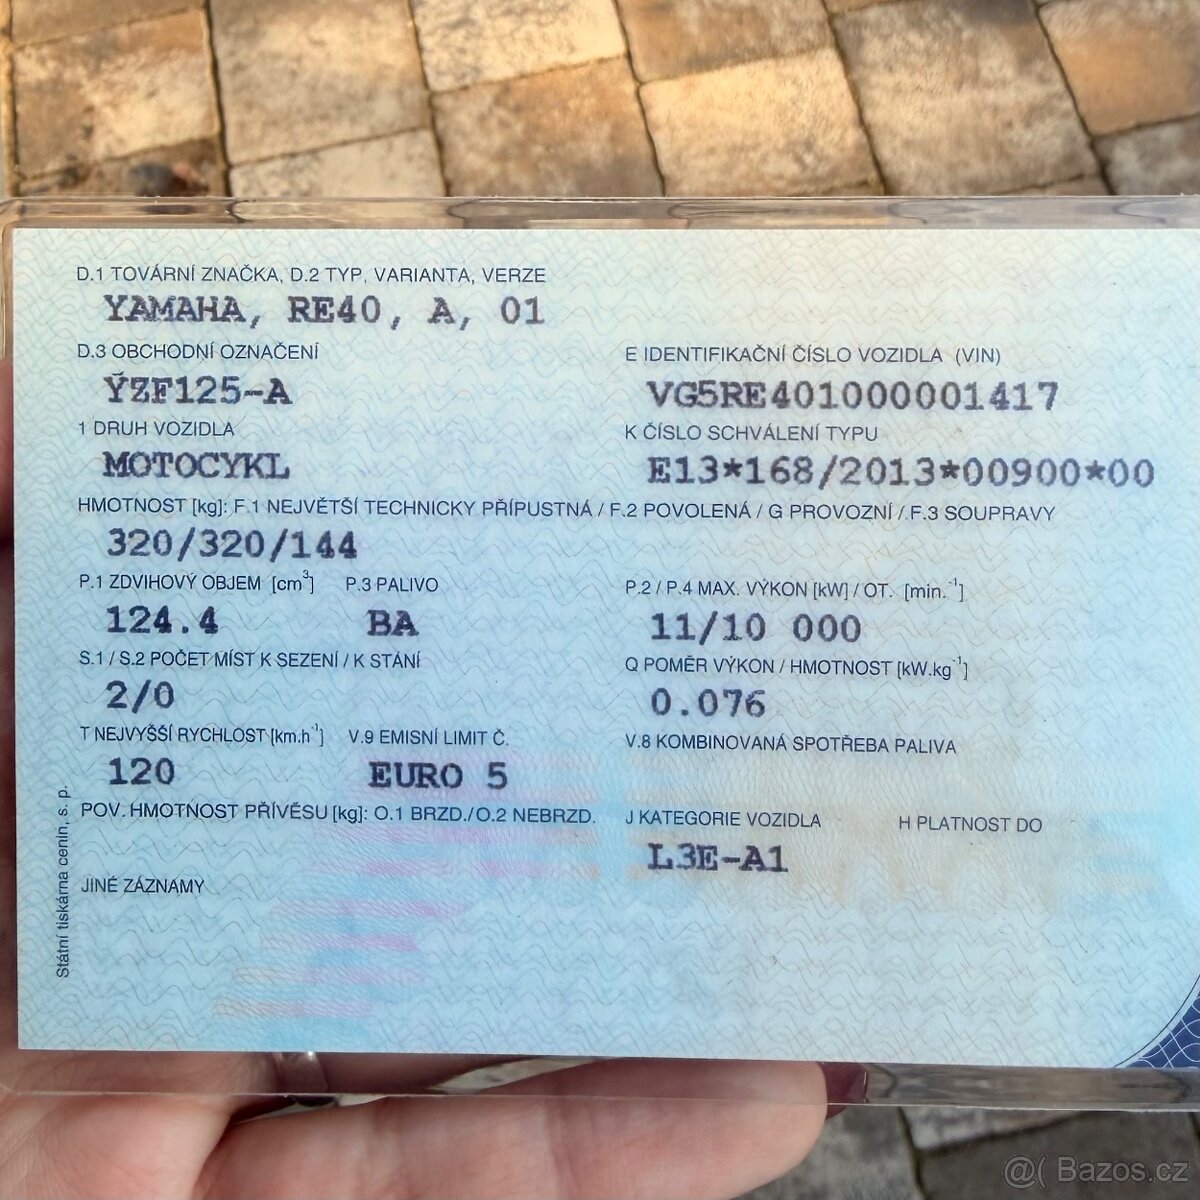 D.1 TOVÁRNÍ ZNAČKA, D.2 TYP, VARIANTA, VERZE
YAMAHA, RE40, A, 01
D.3 OBCHODNÍ OZNAČENÍ
E IDENTIFIKAČNÍ ČÍSLO VOZIDLA (VIN)
YZF125-A
VG5RE401000001417
1 DRUH VOZIDLA
K ČÍSLO SCHVÁLENÍ TYPU
MOTOCYKL
E13*168/2013*00900*00
HMOTNOST [kg]: F.1 NEJVĚTŠÍ TECHNICKY PŘÍPUSTNÁ / F.2 POVOLENÁ / G PROVOZNÍ / F.3 SOUPRAVY
320/320/144
P.1 ZDVIHOVÝ OBJEM [cm³] P.3 PALIVO
P.2 / P.4 MAX. VÝKON [kW] / OT. [min.⁻¹]
124.4 BA
11/10 000
S.1 / S.2 POČET MÍST K SEZENÍ / K STÁNÍ
Q POMĚR VÝKON / HMOTNOST [kW.kg⁻¹]
2/0
0.076
T NEJVYŠŠÍ RYCHLOST [km.h⁻¹] V.9 EMISNÍ LIMIT Č.
V.8 KOMBINOVANÁ SPOTŘEBA PALIVA
120 EURO 5
POV. HMOTNOST PŘÍVĚSU [kg]: O.1 BRZD./O.2 NEBRZD.
J KATEGORIE VOZIDLA H PLATNOST DO
L3E-A1
JINÉ ZÁZNAMY
Státní tiskárna cenin, s. p.
@( Bazos.cz